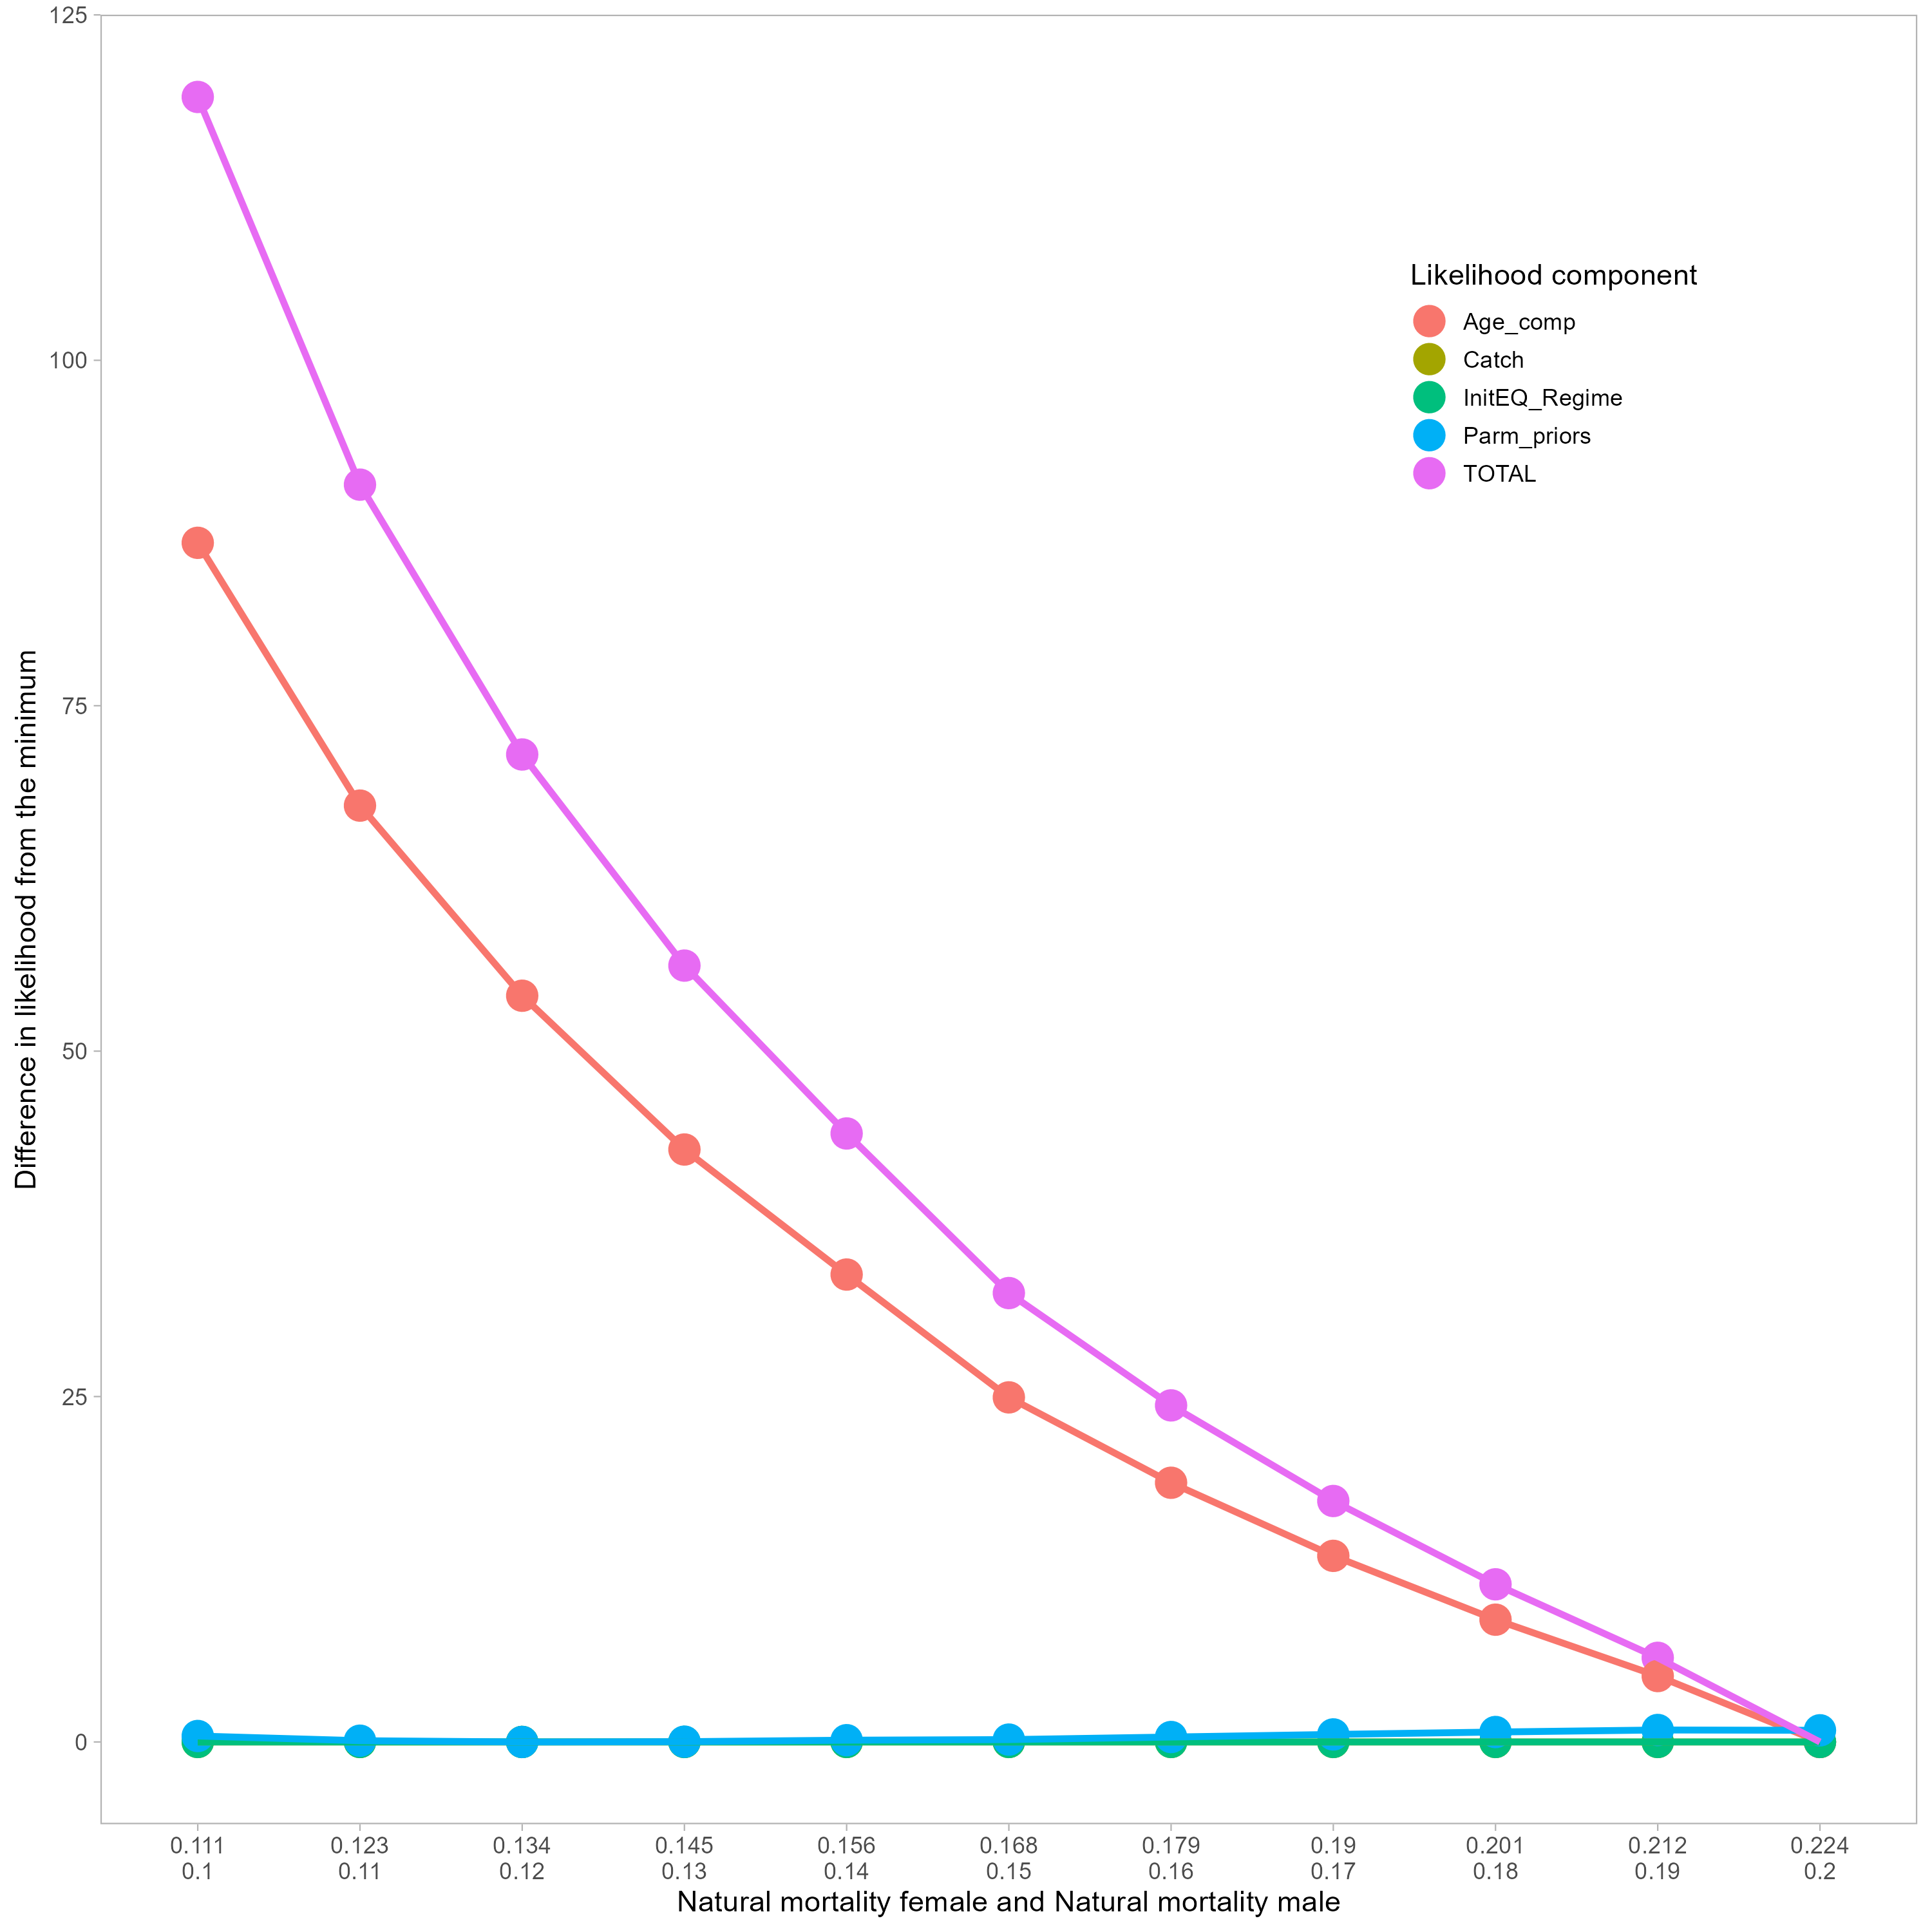 125
100
75
50
25
0
Difference in likelihood from the minimum
Likelihood component
Age_comp
Catch
InitEQ_Regime
Parm_priors
TOTAL
0.111 0.123 0.134 0.145 0.156 0.168 0.179 0.19 0.201 0.212 0.224
0.1 0.11 0.12 0.13 0.14 0.15 0.16 0.17 0.18 0.19 0.2
Natural mortality female and Natural mortality male